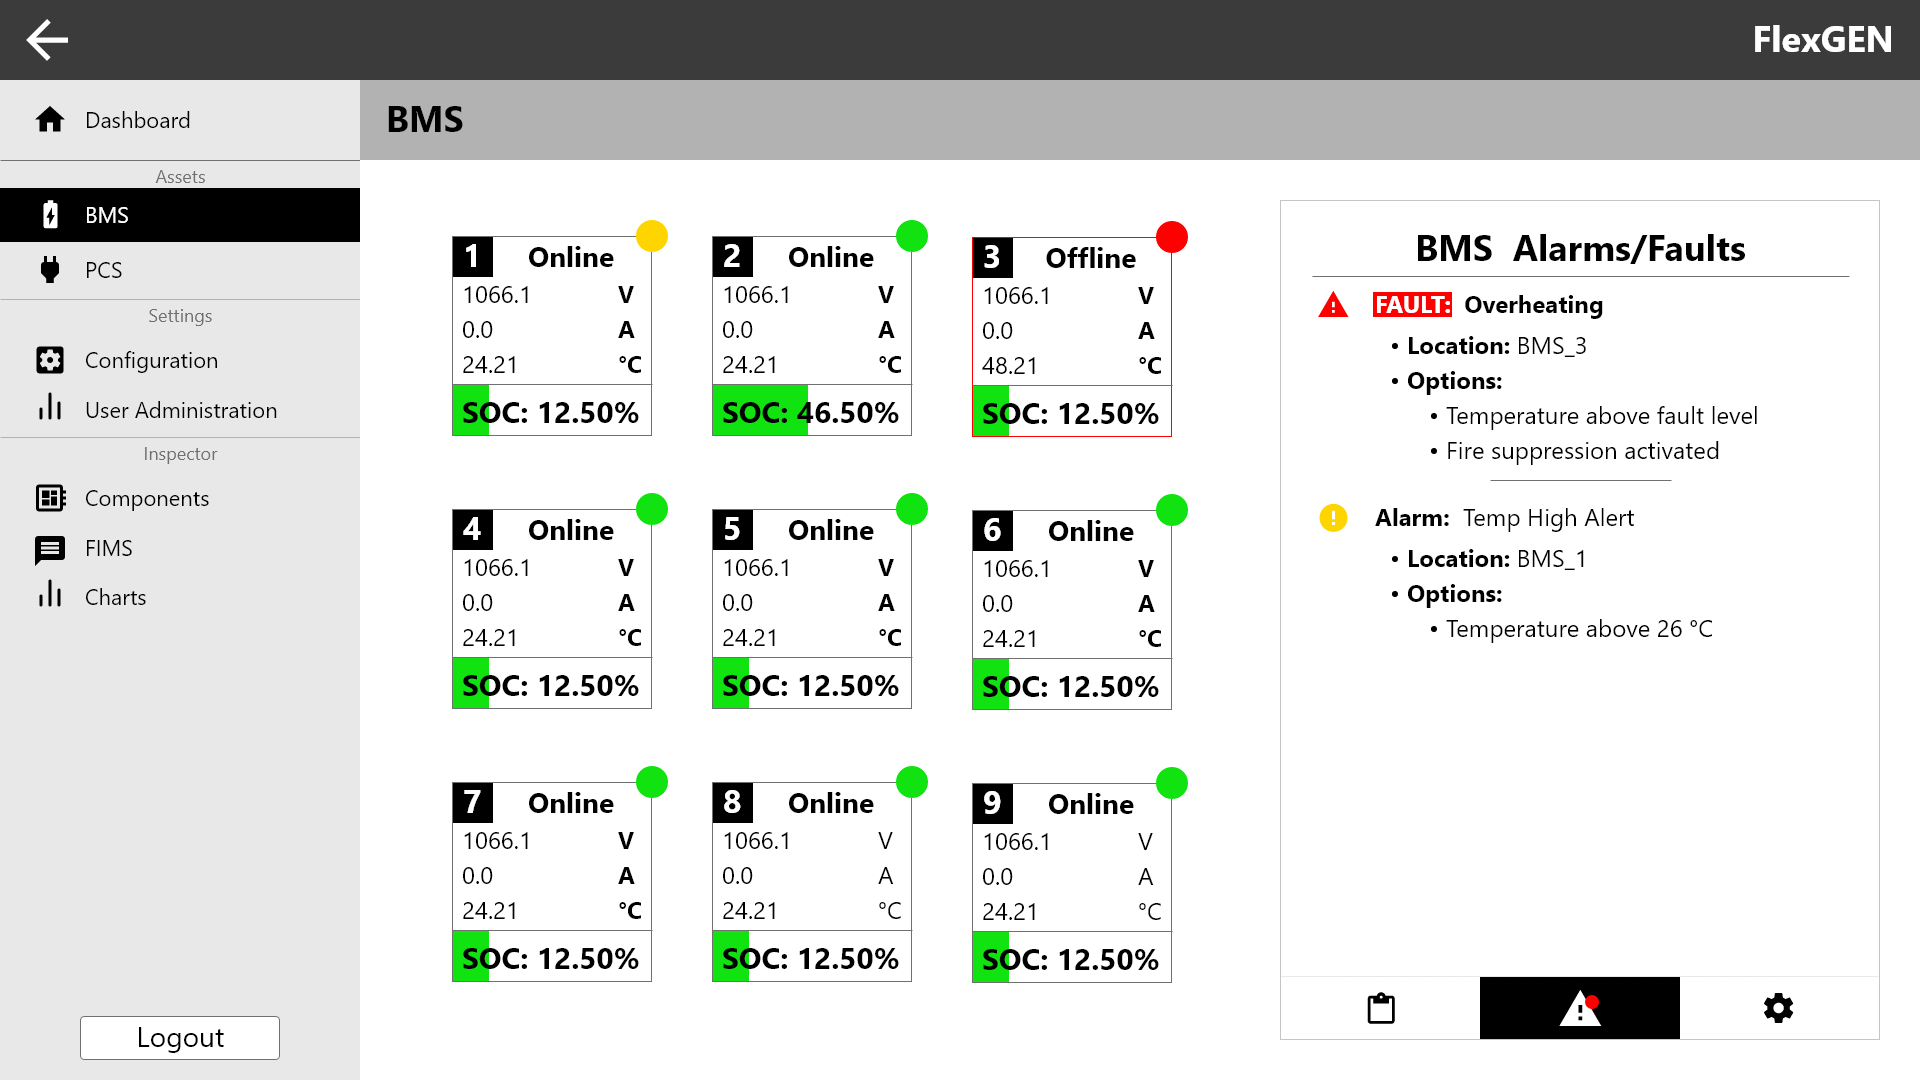 FlexGEN
Dashboard
Assets
BMS
PCS
Settings
Configuration
User Administration
Inspector
Components
FIMS
Charts
Logout
BMS
1 Online
1066.1 V
0.0 A
24.21 °C
SOC: 12.50%
2 Online
1066.1 V
0.0 A
24.21 °C
SOC: 46.50%
3 Offline
1066.1 V
0.0 A
48.21 °C
SOC: 12.50%
4 Online
1066.1 V
0.0 A
24.21 °C
SOC: 12.50%
5 Online
1066.1 V
0.0 A
24.21 °C
SOC: 12.50%
6 Online
1066.1 V
0.0 A
24.21 °C
SOC: 12.50%
7 Online
1066.1 V
0.0 A
24.21 °C
SOC: 12.50%
8 Online
1066.1 V
0.0 A
24.21 °C
SOC: 12.50%
9 Online
1066.1 V
0.0 A
24.21 °C
SOC: 12.50%
BMS Alarms/Faults
FAULT: Overheating
• Location: BMS_3
• Options:
• Temperature above fault level
• Fire suppression activated
Alarm: Temp High Alert
• Location: BMS_1
• Options:
• Temperature above 26 °C